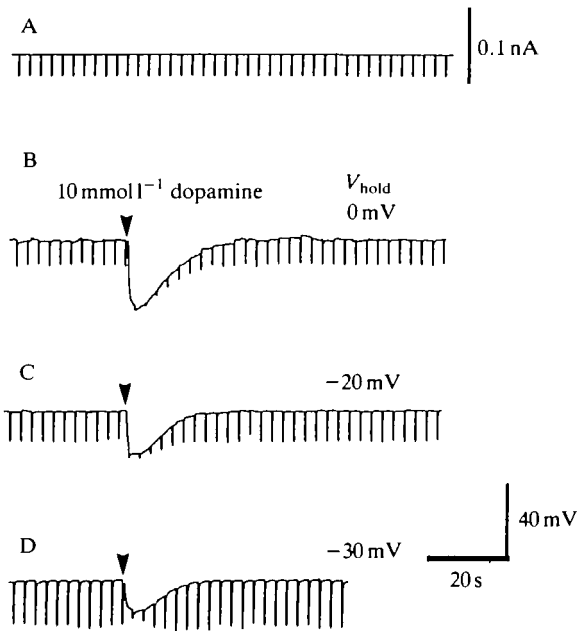 A
0.1 nA
B
10 mmol l⁻¹ dopamine
V_hold
0 mV
C
−20 mV
D
−30 mV
40 mV
20 s